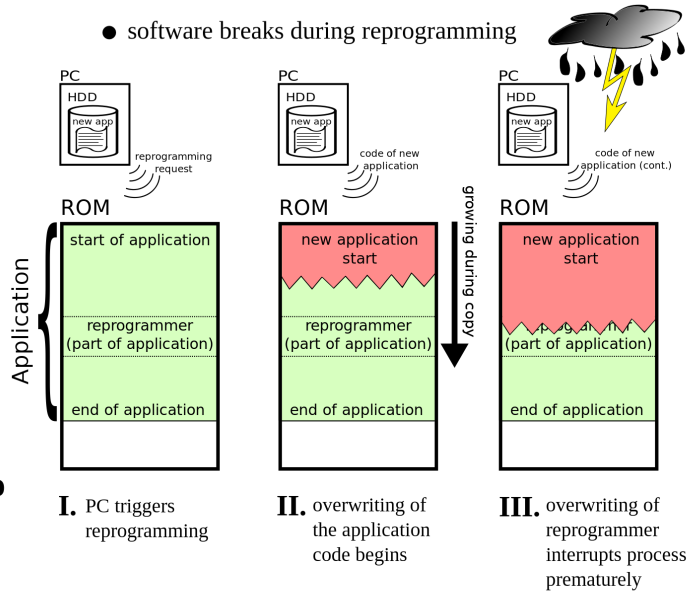 software breaks during reprogramming
PC
HDD
new app
reprogramming
request
ROM
start of application
reprogrammer
(part of application)
end of application
Application
I. PC triggers
reprogramming
PC
HDD
new app
code of new
application
ROM
new application
start
reprogrammer
(part of application)
end of application
growing during copy
II. overwriting of
the application
code begins
PC
HDD
new app
code of new
application (cont.)
ROM
new application
start
reprogrammer
(part of application)
end of application
III. overwriting of
reprogrammer
interrupts process
prematurely